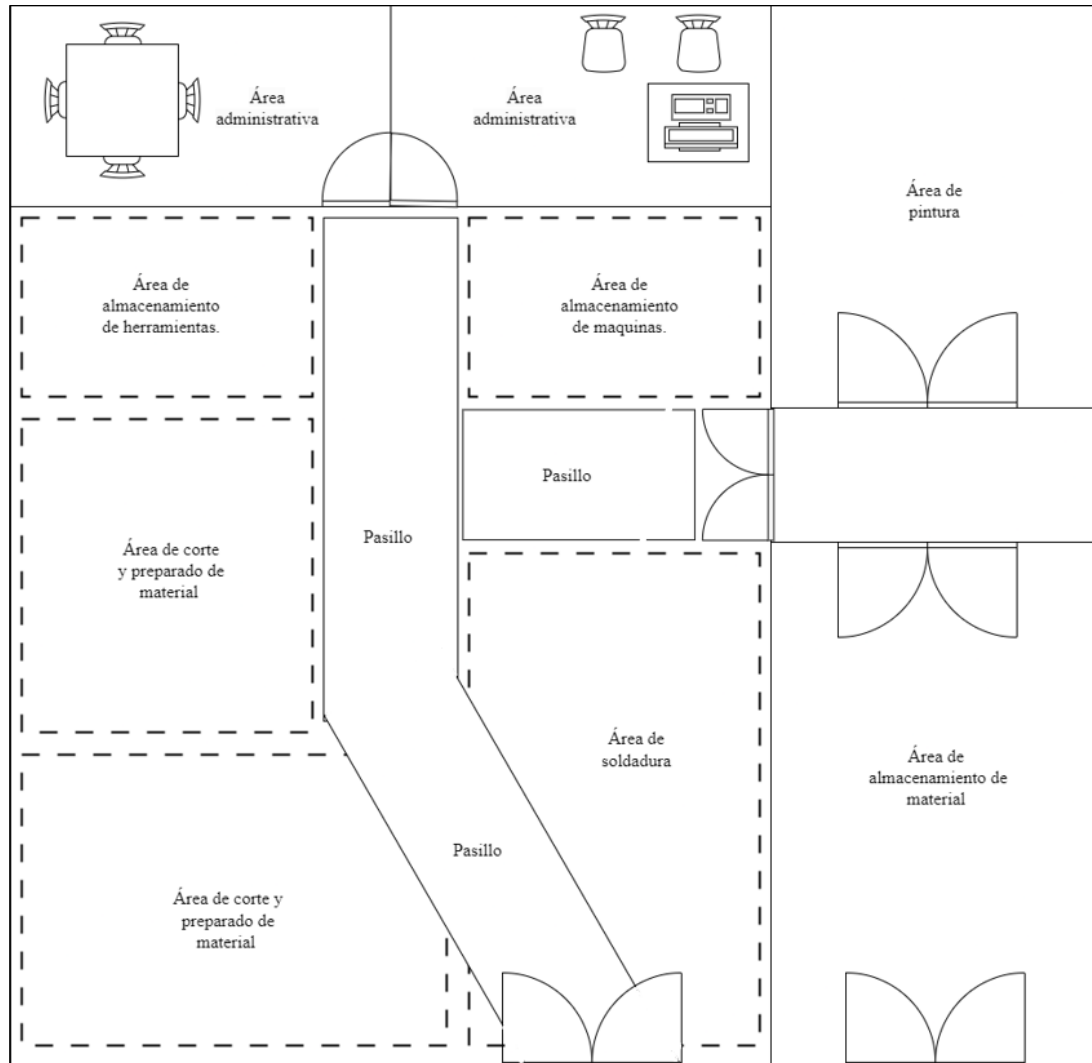 Área
administrativa
Área
administrativa
Área de
pintura
Área de
almacenamiento
de herramientas.
Área de
almacenamiento
de maquinas.
Pasillo
Pasillo
Área de corte
y preparado de
material
Área de
soldadura
Área de
almacenamiento de
material
Pasillo
Área de corte y
preparado de
material